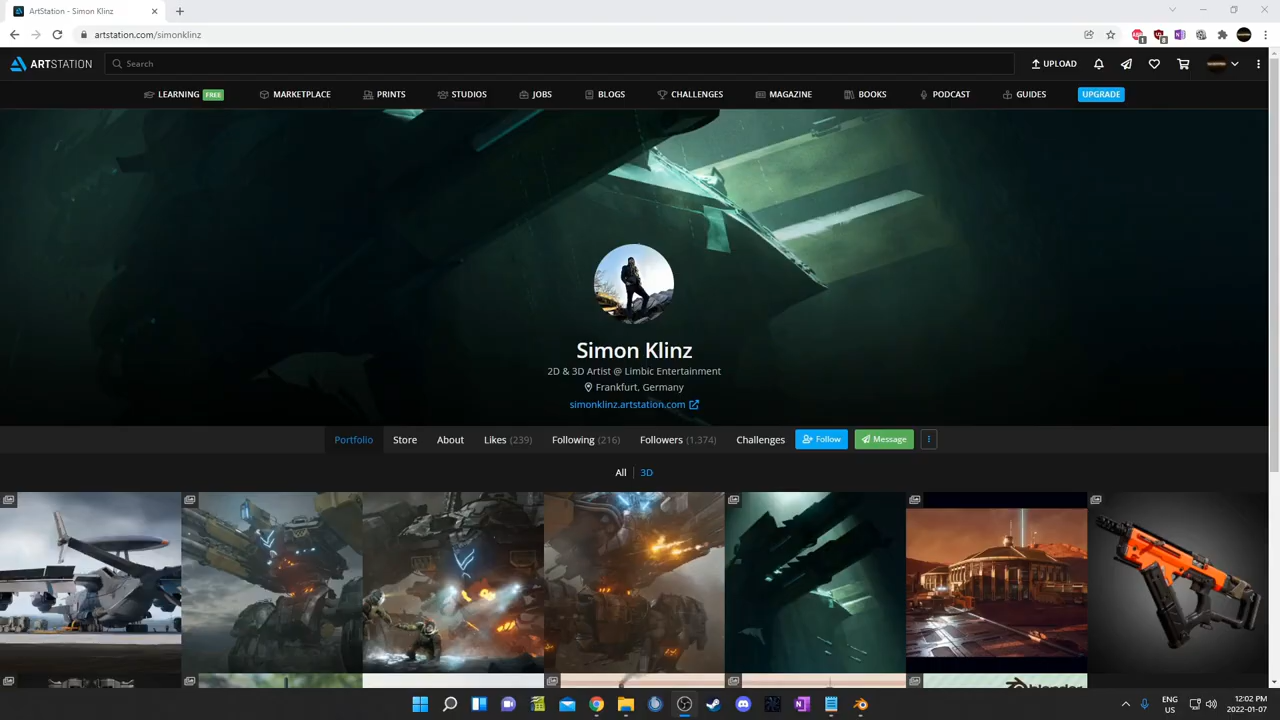 ArtStation - Simon Klinz
artstation.com/simonklinz
ARTSTATION
Search
UPLOAD
LEARNING FREE
MARKETPLACE
PRINTS
STUDIOS
JOBS
BLOGS
CHALLENGES
MAGAZINE
BOOKS
PODCAST
GUIDES
UPGRADE
Simon Klinz
2D & 3D Artist @ Limbic Entertainment
Frankfurt, Germany
simonklinz.artstation.com
Portfolio Store About Likes (239) Following (216) Followers (1,374) Challenges Follow Message
All 3D
blender
ENG
US
12:02 PM
2022-01-07